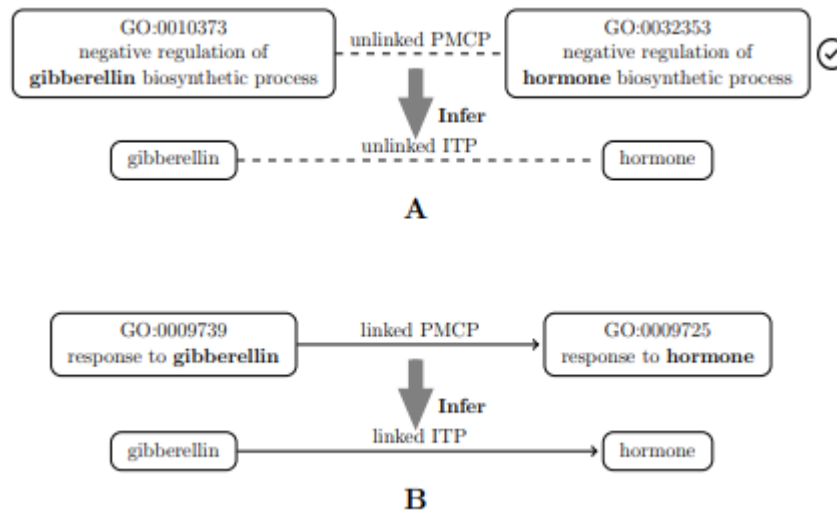 GO:0010373
negative regulation of
gibberellin biosynthetic process
unlinked PMCP
GO:0032353
negative regulation of
hormone biosynthetic process
Infer
gibberellin
unlinked ITP
hormone
A
GO:0009739
response to gibberellin
linked PMCP
GO:0009725
response to hormone
Infer
gibberellin
linked ITP
hormone
B